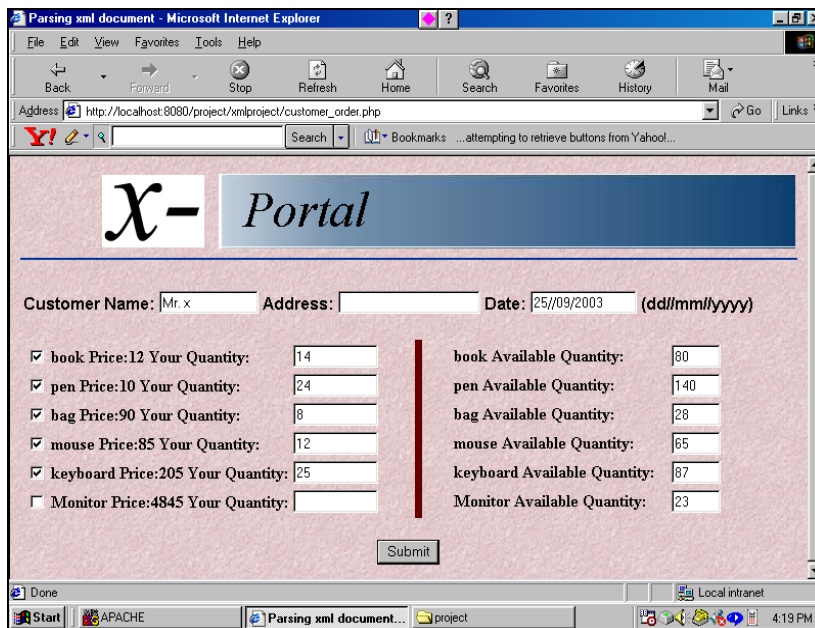 Parsing xml document - Microsoft Internet Explorer
?
File Edit View Favorites Tools Help
Back Forward Stop Refresh Home Search Favorites History Mail
Address http://localhost:8080/project/xmlproject/customer_order.php Go Links
Y! Search Bookmarks ...attempting to retrieve buttons from Yahoo!...
X- Portal
Customer Name: Mr. x Address: Date: 25//09/2003 (dd//mm//yyyy)
book Price:12 Your Quantity: 14 book Available Quantity: 80
pen Price:10 Your Quantity: 24 pen Available Quantity: 140
bag Price:90 Your Quantity: 8 bag Available Quantity: 28
mouse Price:85 Your Quantity: 12 mouse Available Quantity: 65
keyboard Price:205 Your Quantity: 25 keyboard Available Quantity: 87
Monitor Price:4845 Your Quantity: Monitor Available Quantity: 23
Submit
Done Local intranet
Start APACHE Parsing xml document... project 4:19 PM